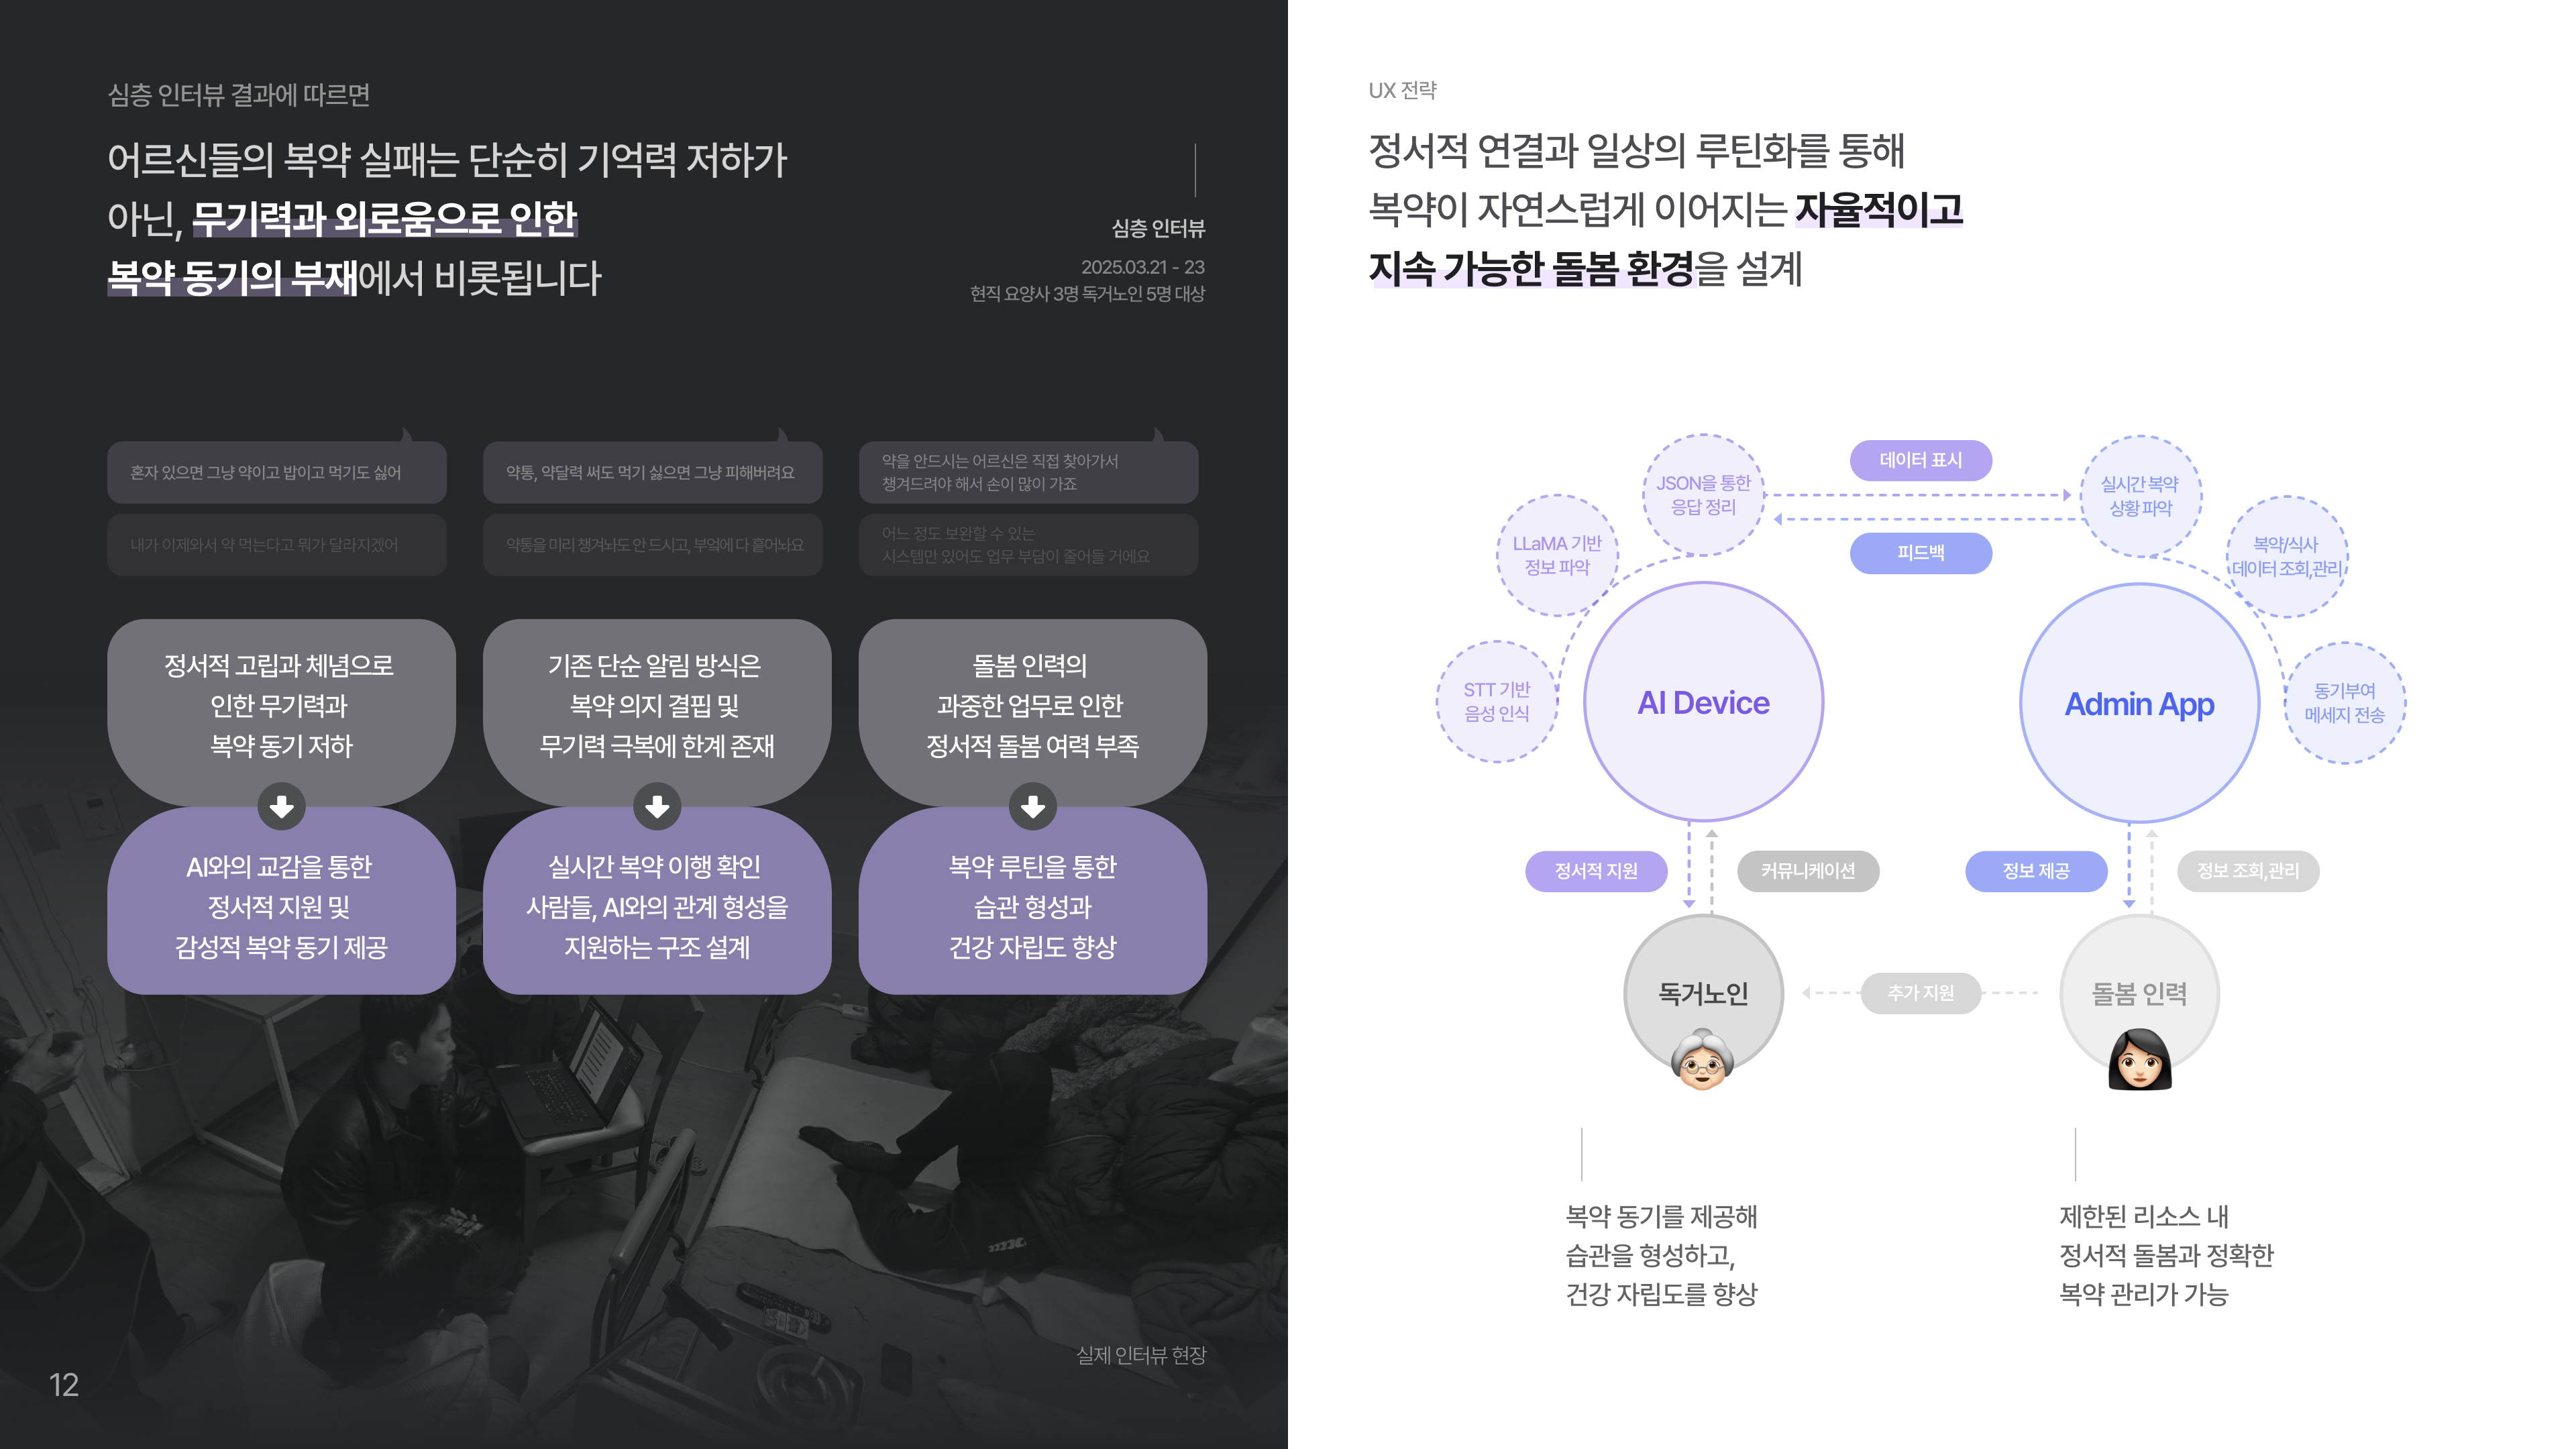 심층 인터뷰 결과에 따르면
어르신들의 복약 실패는 단순히 기억력 저하가
아닌, 무기력과 외로움으로 인한
복약 동기의 부재에서 비롯됩니다
심층 인터뷰
2025.03.21 - 23
현직 요양사 3명 독거노인 5명 대상
혼자 있으면 그냥 약이고 밥이고 먹기도 싫어
내가 이제와서 약 먹는다고 뭐가 달라지겠어
약통, 약달력 써도 먹기 싫으면 그냥 피해버려요
약통을 미리 챙겨놔도 안 드시고, 부엌에 다 흩어놔요
약을 안드시는 어르신은 직접 찾아가서
챙겨드려야 해서 손이 많이 가죠
어느 정도 보완할 수 있는
시스템만 있어도 업무 부담이 줄어들 거에요
정서적 고립과 체념으로
인한 무기력과
복약 동기 저하
AI와의 교감을 통한
정서적 지원 및
감성적 복약 동기 제공
기존 단순 알림 방식은
복약 의지 결핍 및
무기력 극복에 한계 존재
실시간 복약 이행 확인
사람들, AI와의 관계 형성을
지원하는 구조 설계
돌봄 인력의
과중한 업무로 인한
정서적 돌봄 여력 부족
복약 루틴을 통한
습관 형성과
건강 자립도 향상
실제 인터뷰 현장
12
UX 전략
정서적 연결과 일상의 루틴화를 통해
복약이 자연스럽게 이어지는 자율적이고
지속 가능한 돌봄 환경을 설계
JSON을 통한
응답 정리
LLaMA 기반
정보 파악
STT 기반
음성 인식
AI Device
데이터 표시
피드백
실시간 복약
상황 파악
복약/식사
데이터 조회,관리
동기부여
메세지 전송
Admin App
정서적 지원
커뮤니케이션
정보 제공
정보 조회,관리
독거노인
추가 지원
돌봄 인력
복약 동기를 제공해
습관을 형성하고,
건강 자립도를 향상
제한된 리소스 내
정서적 돌봄과 정확한
복약 관리가 가능